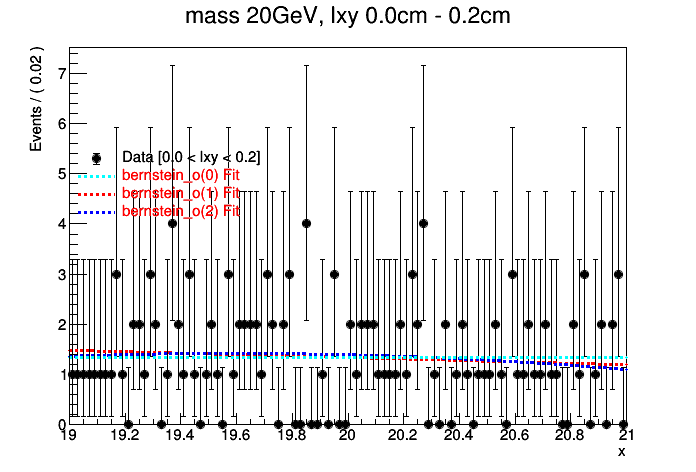 mass 20GeV, lxy 0.0cm - 0.2cm
Events / ( 0.02 )
7
6
5
4
3
2
1
0
Data [0.0 < lxy < 0.2]
bernstein_o(0) Fit
bernstein_o(1) Fit
bernstein_o(2) Fit
19 19.2 19.4 19.6 19.8 20 20.2 20.4 20.6 20.8 21
x